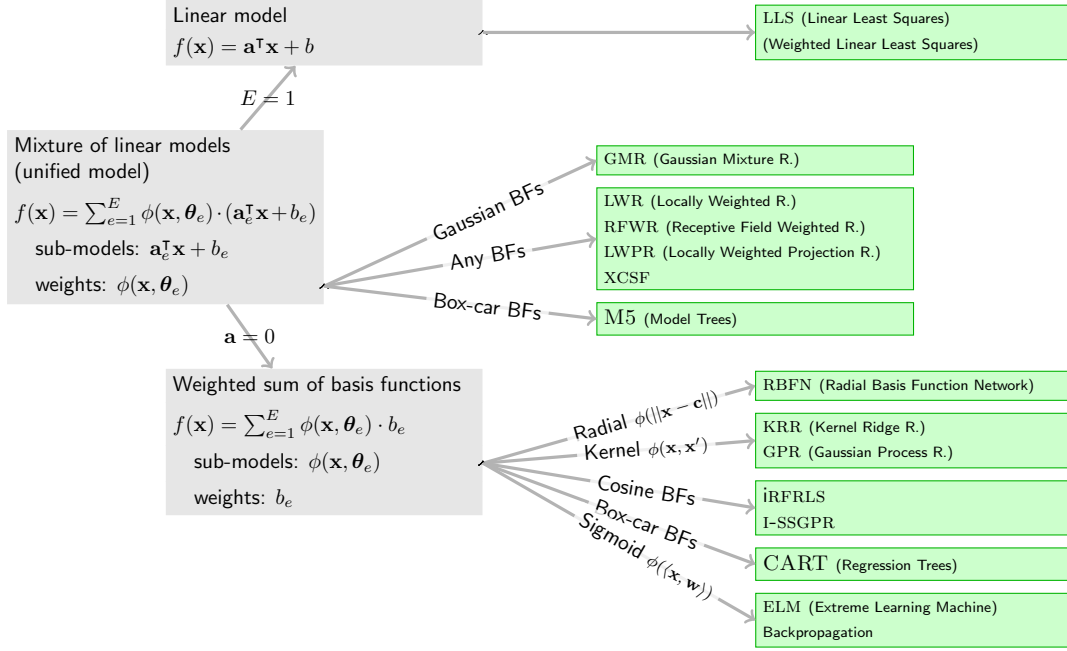 Linear model
f(x) = a⊺x + b
LLS (Linear Least Squares)
(Weighted Linear Least Squares)
E = 1
Mixture of linear models
(unified model)
f(x) = ∑_{e=1}^{E} ϕ(x, θ_e)·(a_e^⊺x + b_e)
sub-models: a_e^⊺x + b_e
weights: ϕ(x, θ_e)
Gaussian BFs
Any BFs
Box-car BFs
GMR (Gaussian Mixture R.)
LWR (Locally Weighted R.)
RFWR (Receptive Field Weighted R.)
LWPR (Locally Weighted Projection R.)
XCSF
M5 (Model Trees)
a = 0
Weighted sum of basis functions
f(x) = ∑_{e=1}^{E} ϕ(x, θ_e) · b_e
sub-models: ϕ(x, θ_e)
weights: b_e
Radial ϕ(||x − c||)
Kernel ϕ(x, x′)
Cosine BFs
Box-car BFs
Sigmoid ϕ(⟨x, w⟩)
RBFN (Radial Basis Function Network)
KRR (Kernel Ridge R.)
GPR (Gaussian Process R.)
iRFRLS
I-SSGPR
CART (Regression Trees)
ELM (Extreme Learning Machine)
Backpropagation